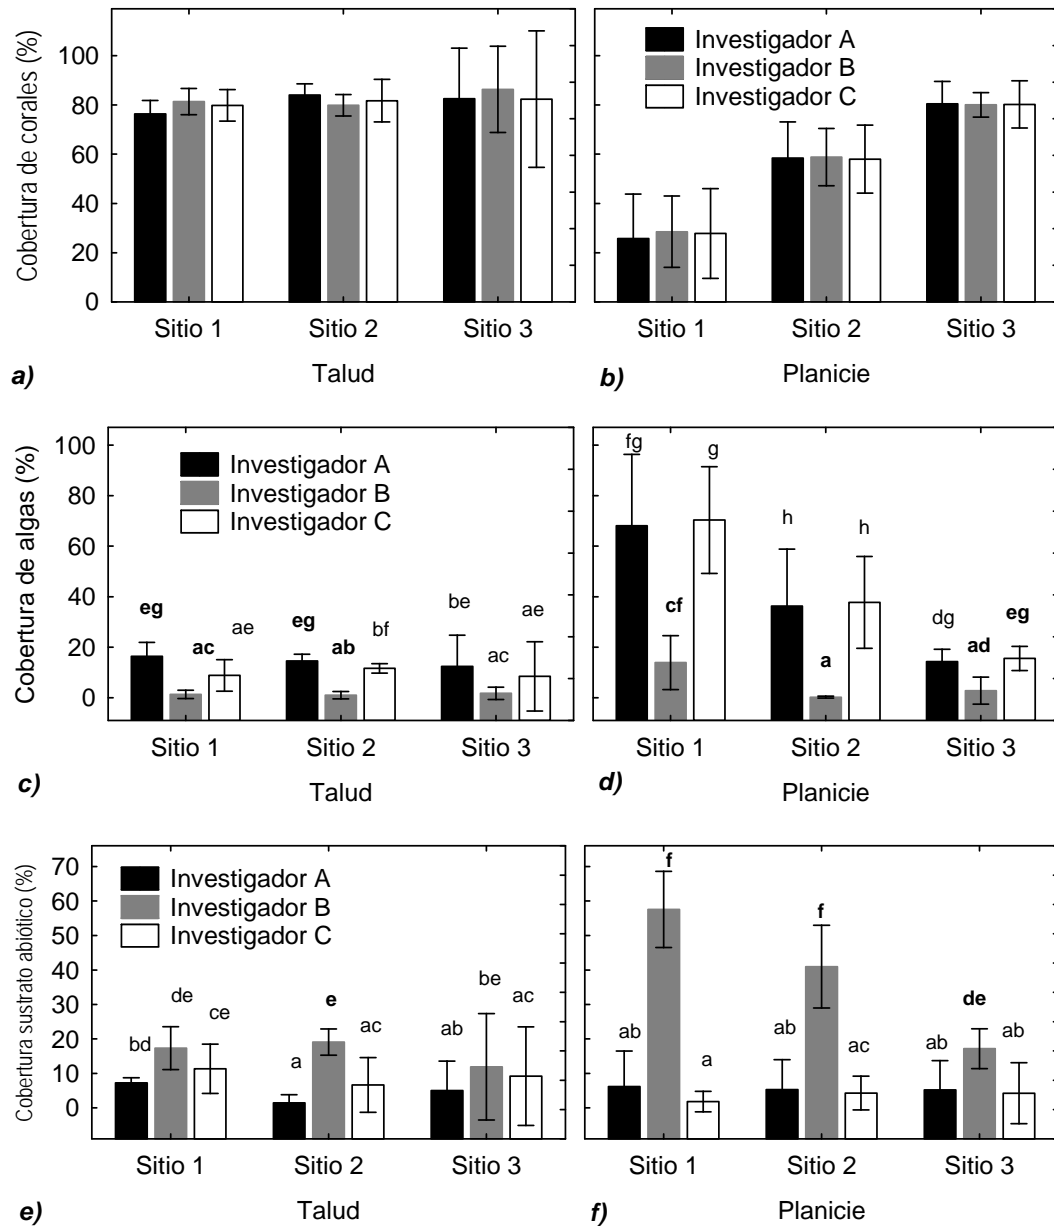 Cobertura de corales (%)
100
80
60
40
20
0
Sitio 1 Sitio 2 Sitio 3
a) Talud
Investigador A
Investigador B
Investigador C
Sitio 1 Sitio 2 Sitio 3
b) Planicie
Cobertura de algas (%)
100
80
60
40
20
0
Investigador A
Investigador B
Investigador C
eg ac ae eg ab bf be ac ae
Sitio 1 Sitio 2 Sitio 3
c) Talud
fg cf g h a h dg ad eg
Sitio 1 Sitio 2 Sitio 3
d) Planicie
Cobertura sustrato abiótico (%)
70
60
50
40
30
20
10
0
Investigador A
Investigador B
Investigador C
bd de ce a e ac ab be ac
Sitio 1 Sitio 2 Sitio 3
e) Talud
ab f a ab f ac ab de ab
Sitio 1 Sitio 2 Sitio 3
f) Planicie